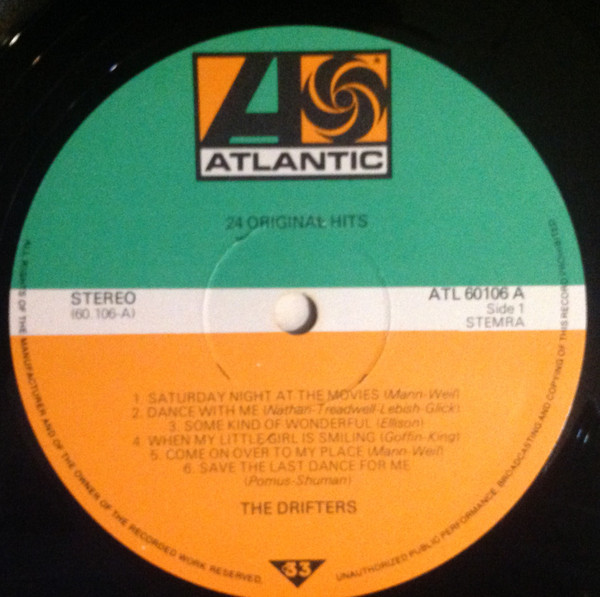 ATLANTIC
24 ORIGINAL HITS
STEREO
(60.106-A)
ATL 60106 A
Side 1
STEMRA
1. SATURDAY NIGHT AT THE MOVIES (Mann-Weil)
2. DANCE WITH ME (Nathan-Treadwell-Lebish-Glick)
3. SOME KIND OF WONDERFUL (Ellison)
4. WHEN MY LITTLE GIRL IS SMILING (Goffin-King)
5. COME ON OVER TO MY PLACE (Mann-Weil)
6. SAVE THE LAST DANCE FOR ME
(Pomus-Shuman)
THE DRIFTERS
33
ALL RIGHTS OF THE MANUFACTURER AND OF THE OWNER OF THE RECORDED WORK RESERVED.
UNAUTHORIZED PUBLIC PERFORMANCE, BROADCASTING AND COPYING OF THIS RECORD PROHIBITED